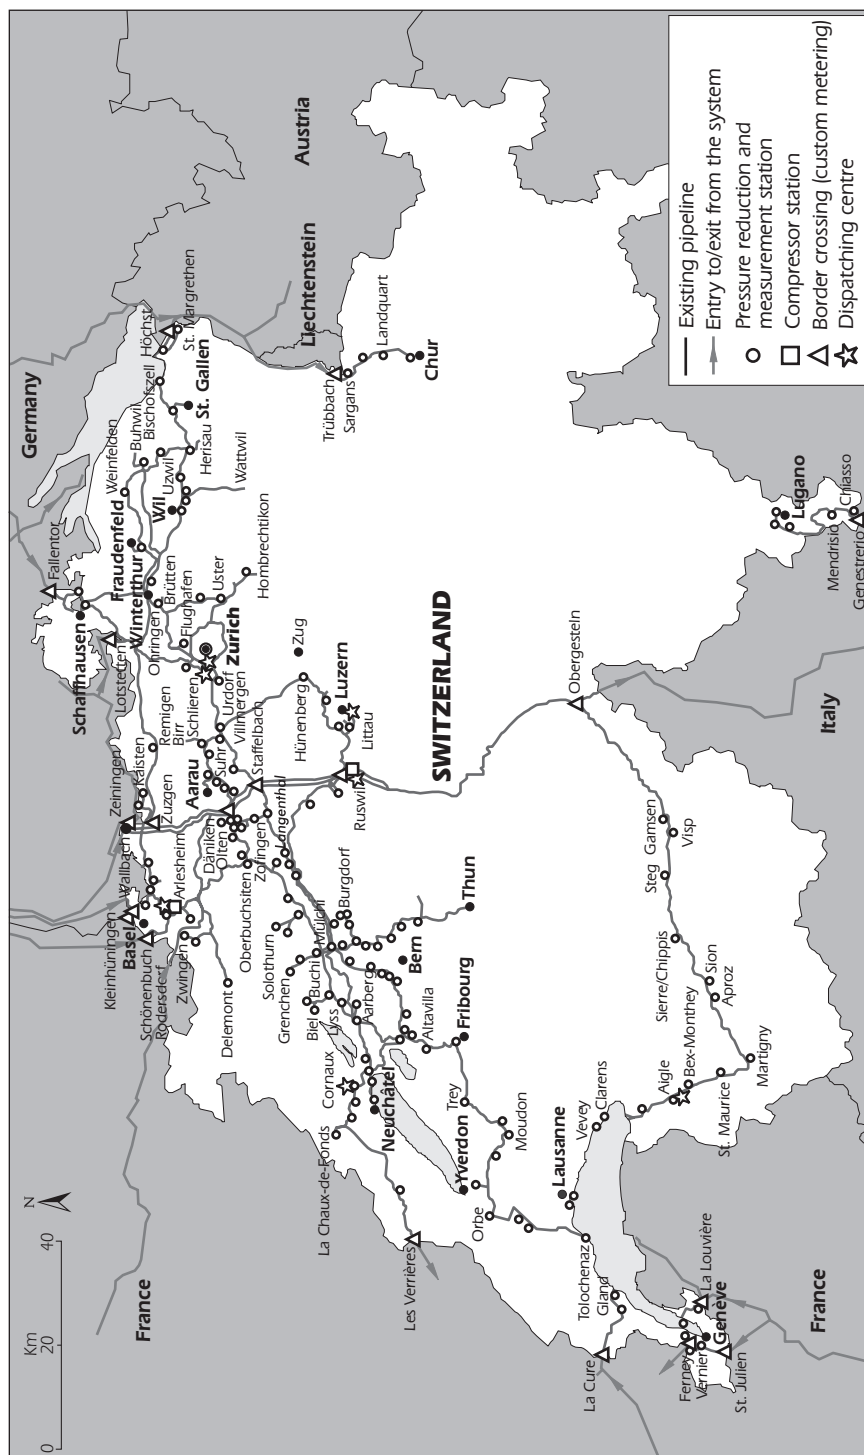 Germany
Austria
Liechtenstein
SWITZERLAND
Italy
France
France
Km
0
20
40
N
Existing pipeline
Entry to/exit from the system
Pressure reduction and
measurement station
Compressor station
Border crossing (custom metering)
Dispatching centre
Kleinhüningen
Basel
Schönenbuch
Rodersdorf
Zwingen
Delemont
Arlesheim
Wallbach
Zeiningen
Zuzgen
Kaisten
Remigen
Birr
Schlieren
Urdorf
Villmergen
Staffelbach
Suhr
Aarau
Däniken
Olten
Zofingen
Langenthal
Oberbuchsiten
Solothurn
Grenchen
Biel
Büchi
Lyss
Mülchi
Burgdorf
Aarberg
Bern
Thun
Altavilla
Fribourg
Cornaux
Neuchâtel
La Chaux-de-Fonds
Les Verrières
Trey
Moudon
Yverdon
Orbe
Lausanne
Vevey
Clarens
Tolochenaz
Gland
La Cure
Ferney
Vernier
St. Julien
Genève
La Louvière
Aigle
Bex-Monthey
St. Maurice
Martigny
Aproz
Sion
Sierre/Chippis
Steg
Gamsen
Visp
Obergesteln
Ruswil
Littau
Luzern
Hünenberg
Zug
Zürich
Flughafen
Uster
Hombrechtikon
Ohringen
Brütten
Winterthur
Fraudenfeld
Schaffhausen
Lotstetten
Fallentor
Weinfelden
Buhwil
Bischofszell
Wil
Uzwil
Wattwil
Herisau
St. Gallen
Höchst
St. Margrethen
Trübbach
Sargans
Landquart
Chur
Lugano
Mendrisio
Chiasso
Genestrerio